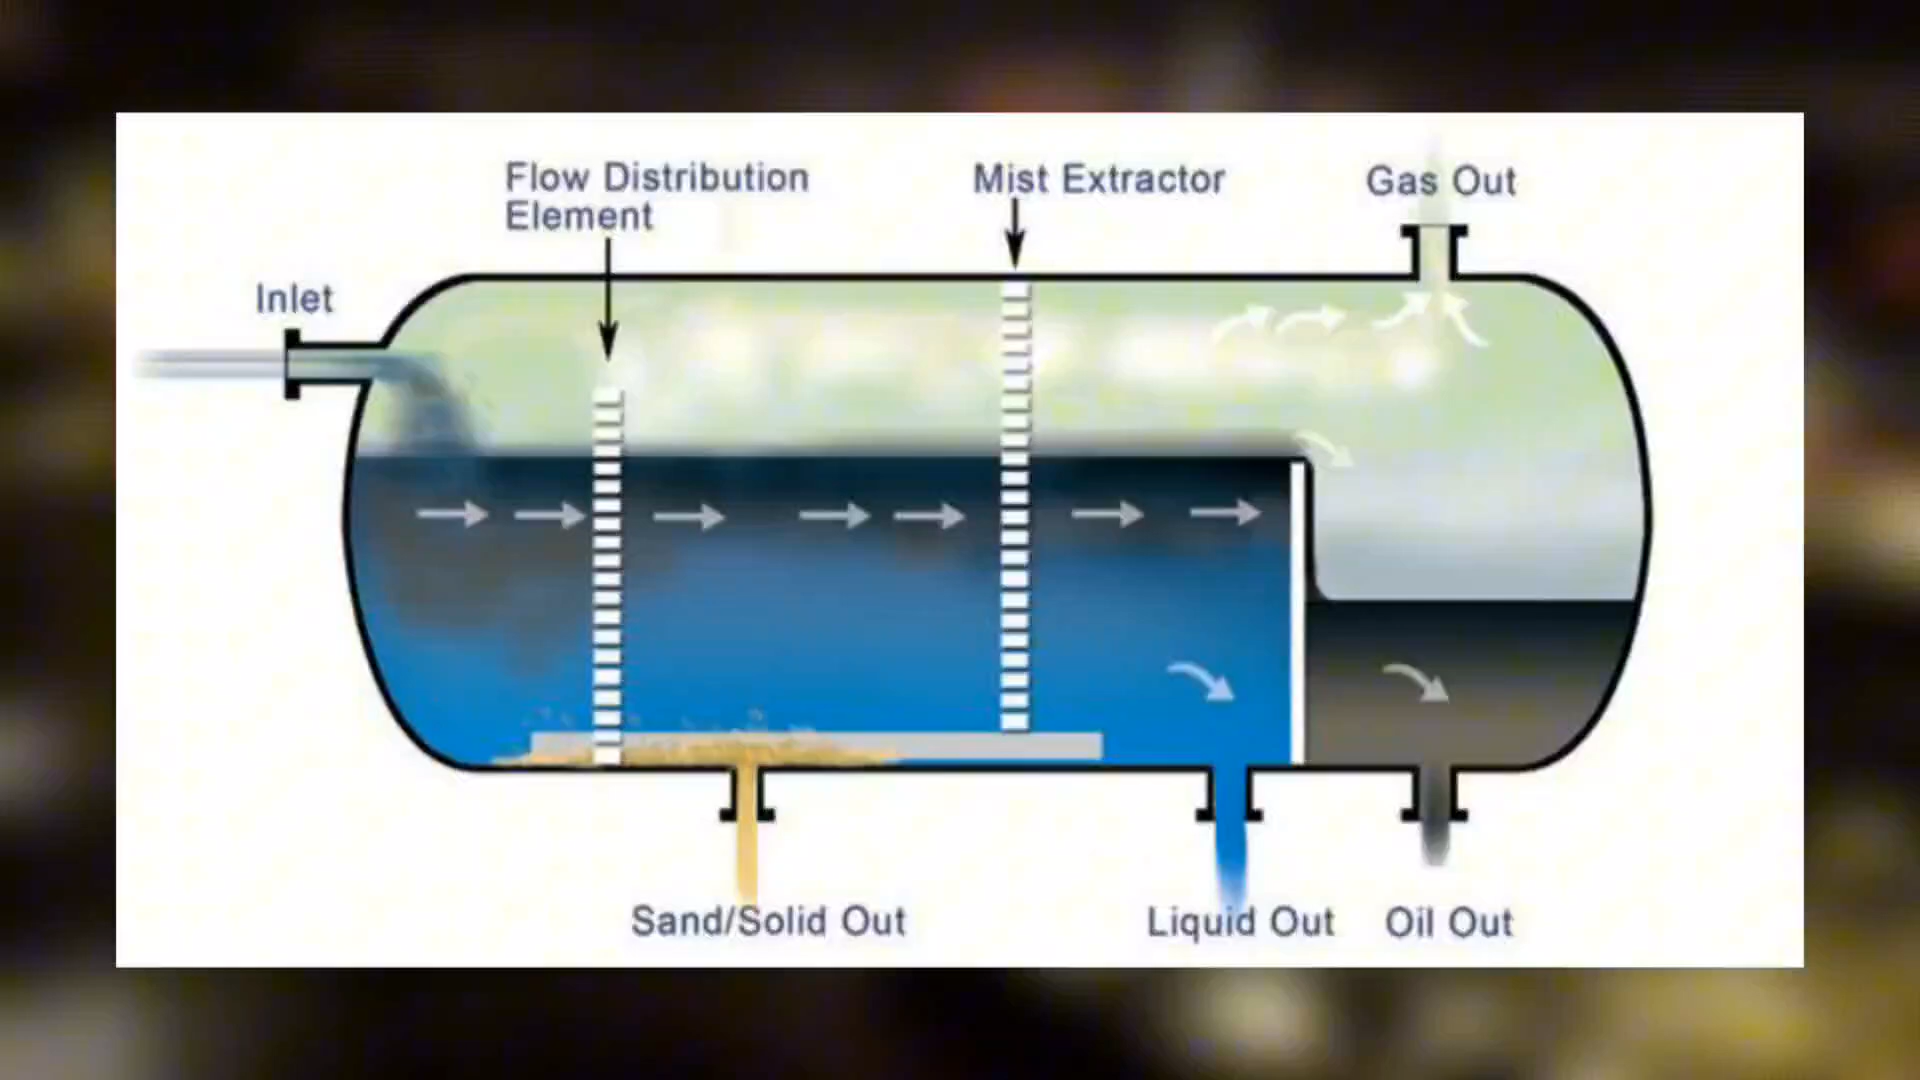 Flow Distribution
Element
Mist Extractor
Gas Out
Inlet
Sand/Solid Out
Liquid Out
Oil Out